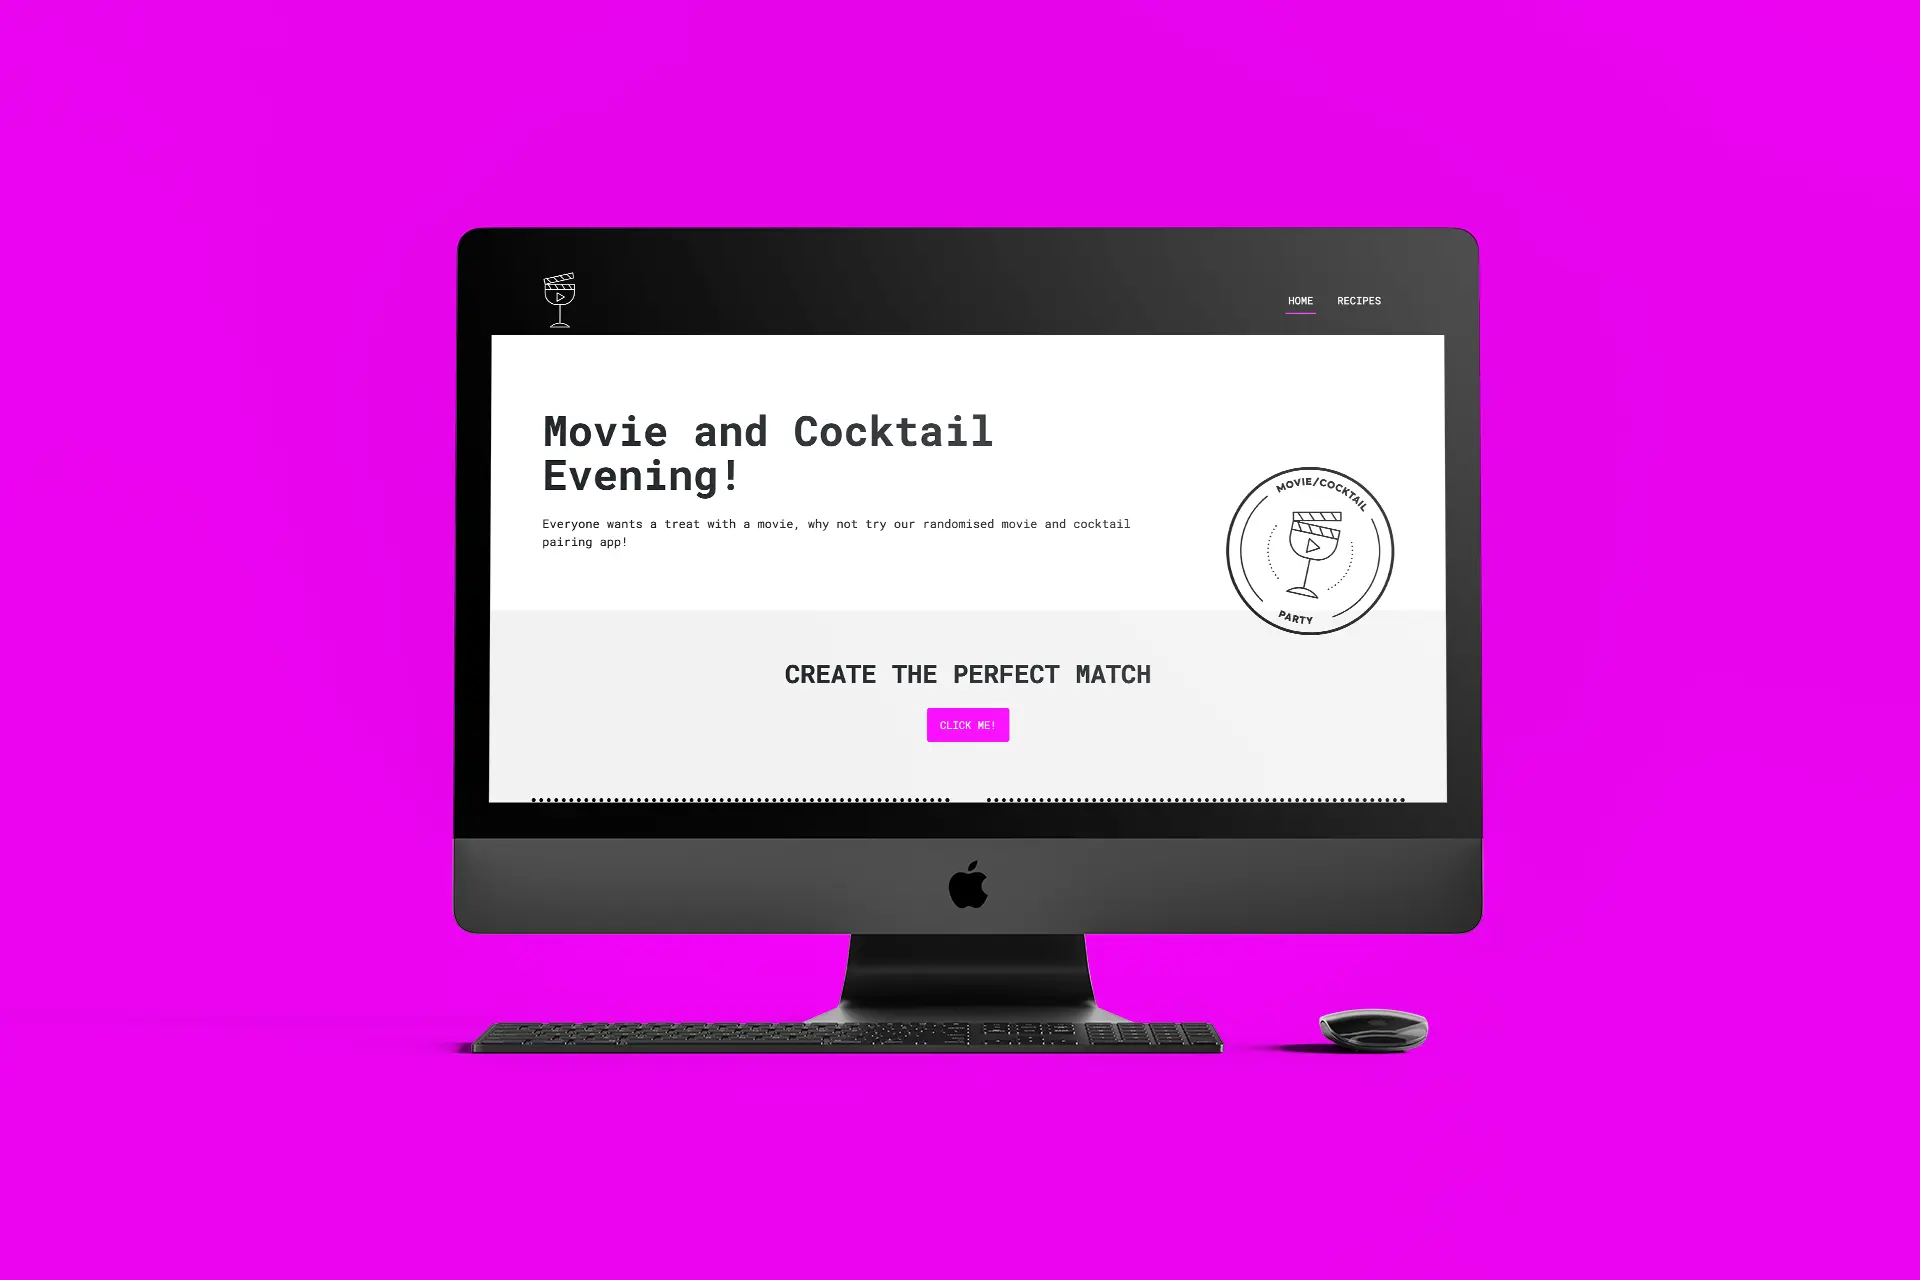 HOME RECIPES
Movie and Cocktail
Evening!
Everyone wants a treat with a movie, why not try our randomised movie and cocktail
pairing app!
MOVIE/COCKTAIL
PARTY
CREATE THE PERFECT MATCH
CLICK ME!